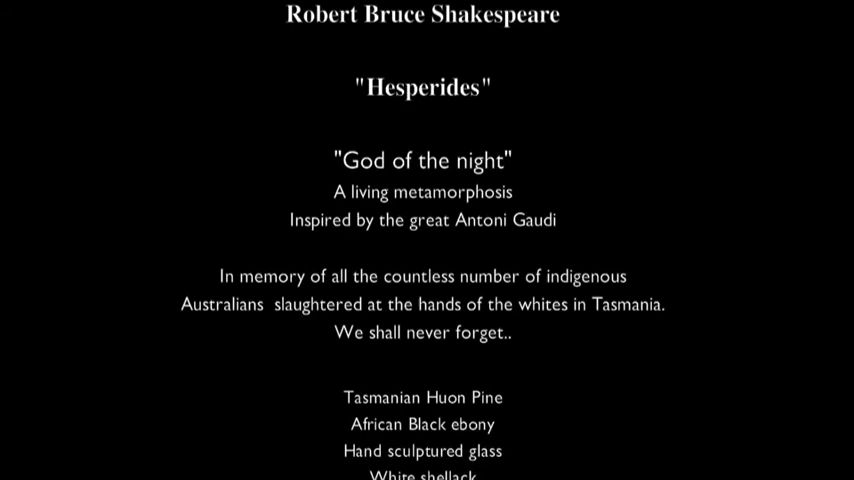 Robert Bruce Shakespeare
"Hesperides"
"God of the night"
A living metamorphosis
Inspired by the great Antoni Gaudi
In memory of all the countless number of indigenous
Australians  slaughtered at the hands of the whites in Tasmania.
We shall never forget..
Tasmanian Huon Pine
African Black ebony
Hand sculptured glass
White shellack